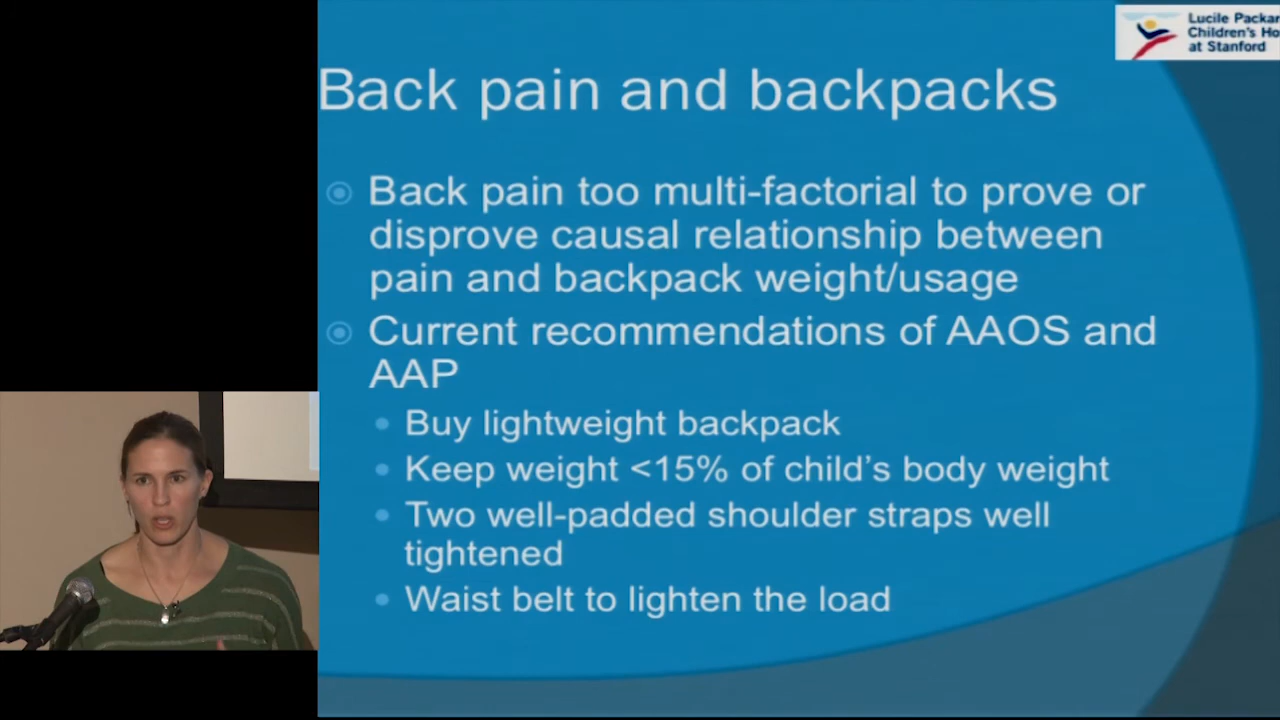 Lucile Packar
Children's Ho
at Stanford
Back pain and backpacks
Back pain too multi-factorial to prove or
disprove causal relationship between
pain and backpack weight/usage
Current recommendations of AAOS and
AAP
Buy lightweight backpack
Keep weight <15% of child's body weight
Two well-padded shoulder straps well
tightened
Waist belt to lighten the load